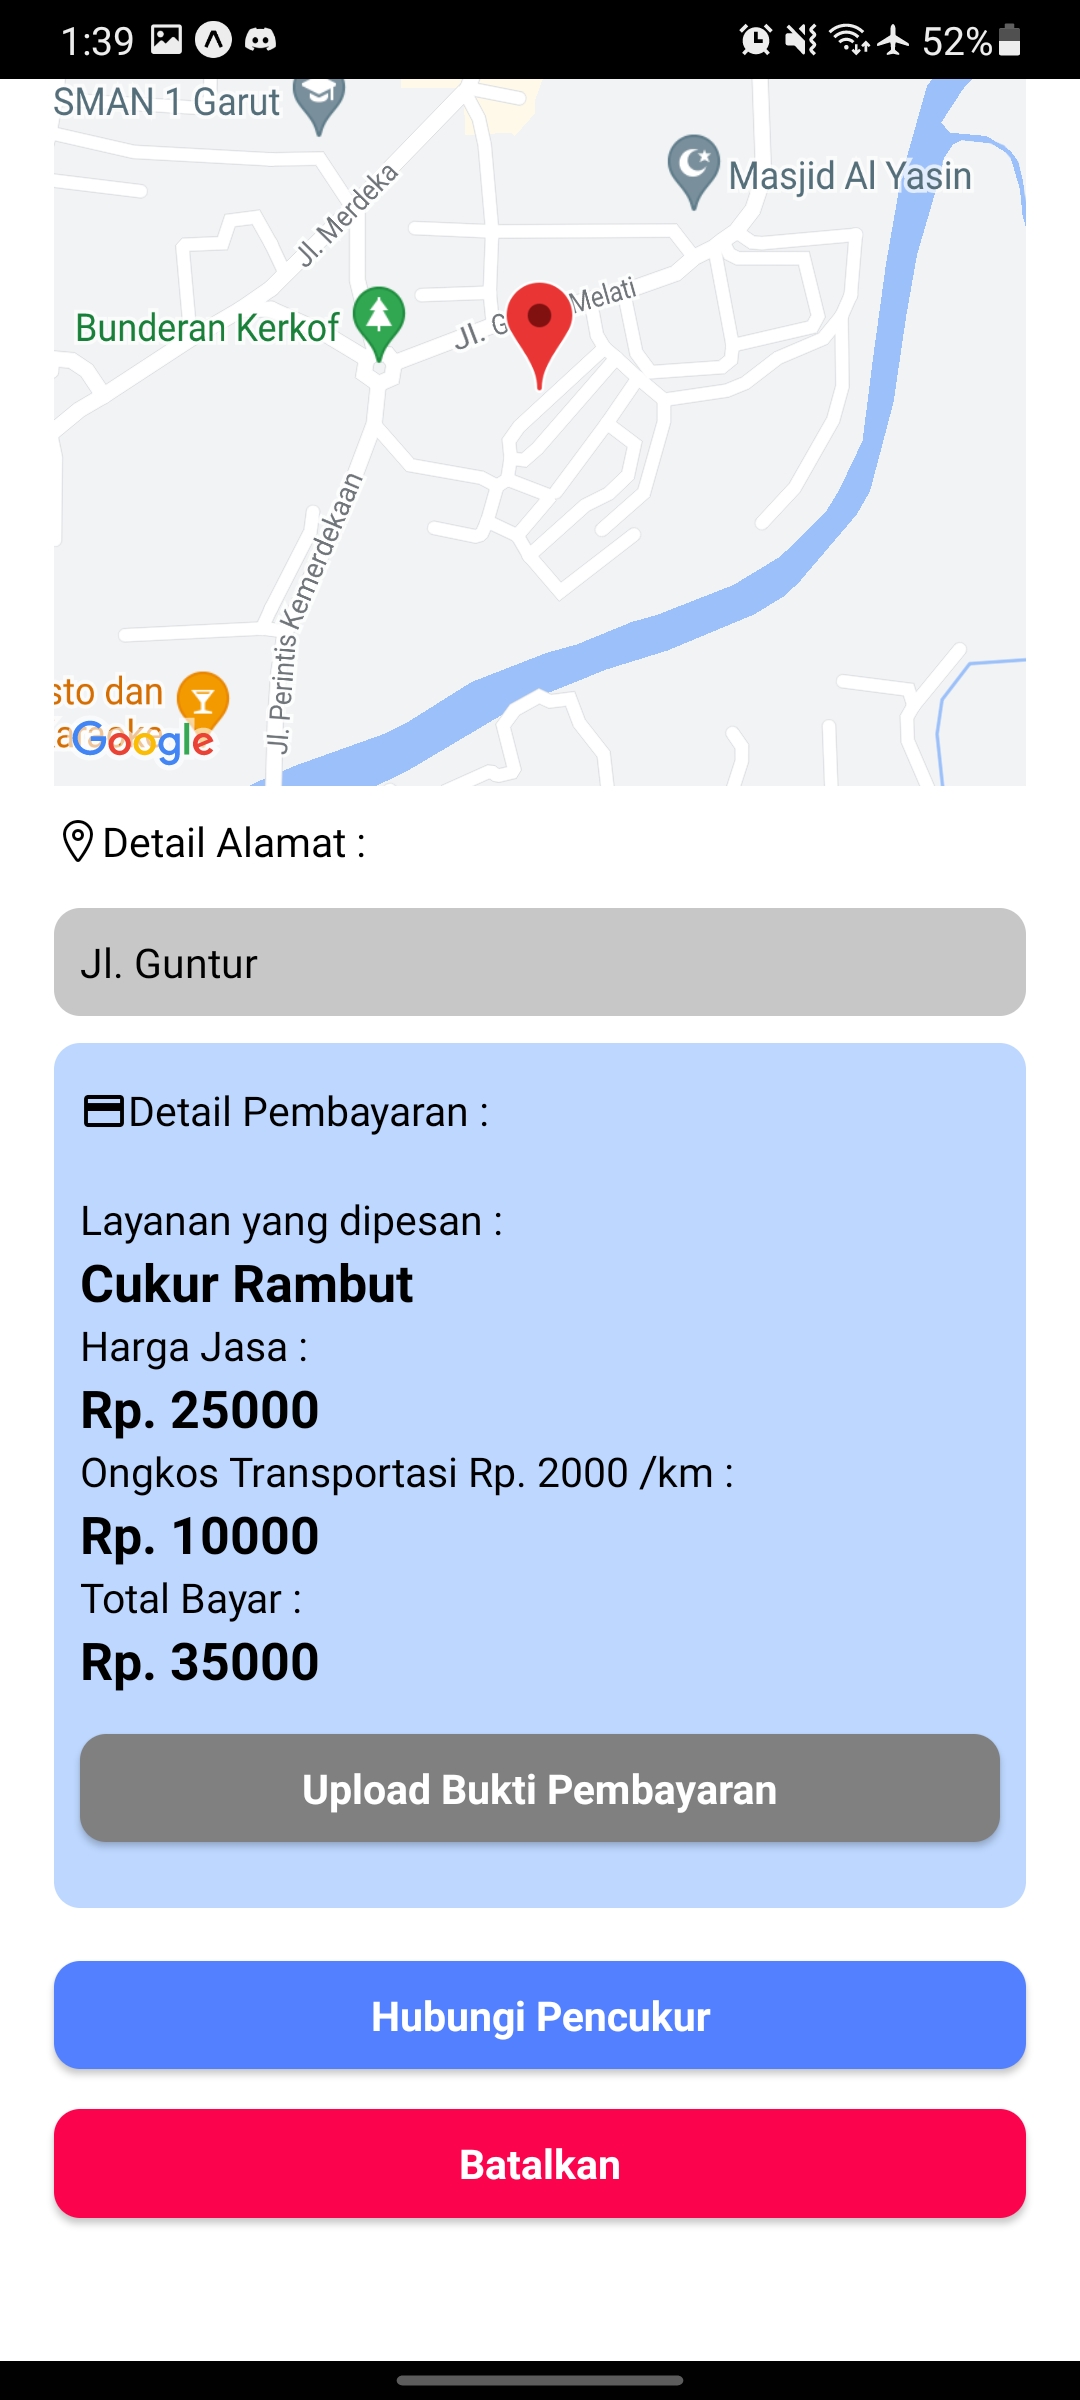 1:39
52%
SMAN 1 Garut
Masjid Al Yasin
Jl. Merdeka
Melati
Bunderan Kerkof
Jl. G
Jl. Perintis Kemerdekaan
sto dan
Google
Detail Alamat :
Jl. Guntur
Detail Pembayaran :
Layanan yang dipesan :
Cukur Rambut
Harga Jasa :
Rp. 25000
Ongkos Transportasi Rp. 2000 /km :
Rp. 10000
Total Bayar :
Rp. 35000
Upload Bukti Pembayaran
Hubungi Pencukur
Batalkan